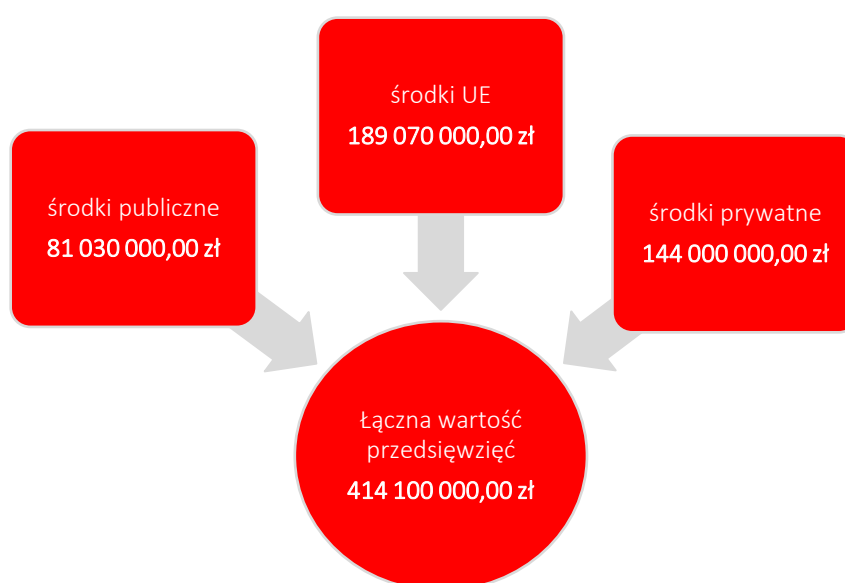 środki UE
189 070 000,00 zł
środki publiczne
81 030 000,00 zł
środki prywatne
144 000 000,00 zł
Łączna wartość
przedsięwzięć
414 100 000,00 zł